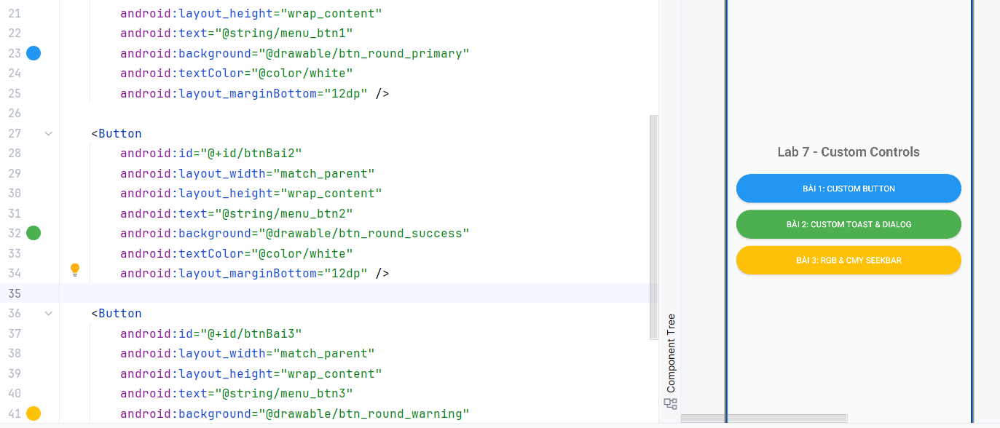 21 android:layout_height="wrap_content"
22 android:text="@string/menu_btn1"
23 android:background="@drawable/btn_round_primary"
24 android:textColor="@color/white"
25 android:layout_marginBottom="12dp" />
26
27 <Button
28 android:id="@+id/btnBai2"
29 android:layout_width="match_parent"
30 android:layout_height="wrap_content"
31 android:text="@string/menu_btn2"
32 android:background="@drawable/btn_round_success"
33 android:textColor="@color/white"
34 android:layout_marginBottom="12dp" />
35
36 <Button
37 android:id="@+id/btnBai3"
38 android:layout_width="match_parent"
39 android:layout_height="wrap_content"
40 android:text="@string/menu_btn3"
41 android:background="@drawable/btn_round_warning"
Component Tree
Lab 7 - Custom Controls
BÀI 1: CUSTOM BUTTON
BÀI 2: CUSTOM TOAST & DIALOG
BÀI 3: RGB & CMY SEEKBAR